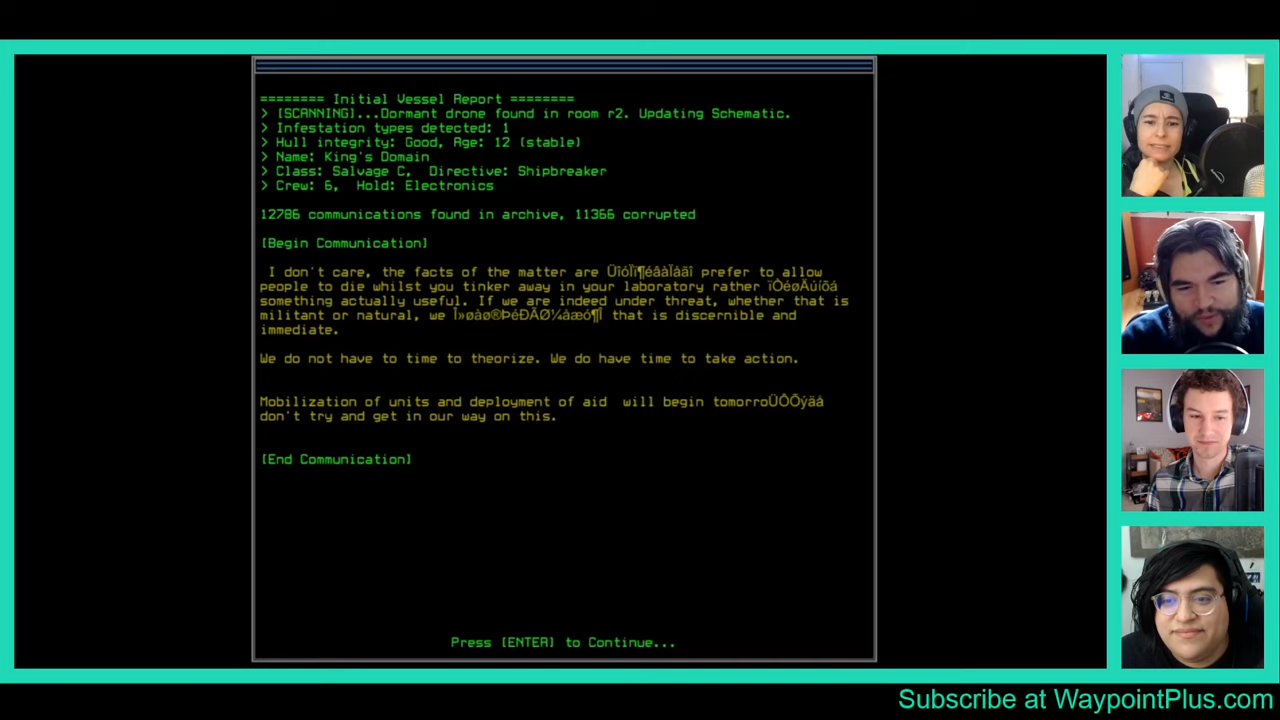 ======== Initial Vessel Report ========
> [SCANNING]...Dormant drone found in room r2. Updating Schematic.
> Infestation types detected: 1
> Hull integrity: Good, Age: 12 (stable)
> Name: King's Domain
> Class: Salvage C, Directive: Shipbreaker
> Crew: 6, Hold: Electronics
12786 communications found in archive, 11366 corrupted
[Begin Communication]
I don't care, the facts of the matter are prefer to allow
people to die whilst you tinker away in your laboratory rather
something actually useful. If we are indeed under threat, whether that is
militant or natural, we that is discernible and
immediate.
We do not have to time to theorize. We do have time to take action.
Mobilization of units and deployment of aid will begin
don't try and get in our way on this.
[End Communication]
Press [ENTER] to Continue...
Subscribe at WaypointPlus.com